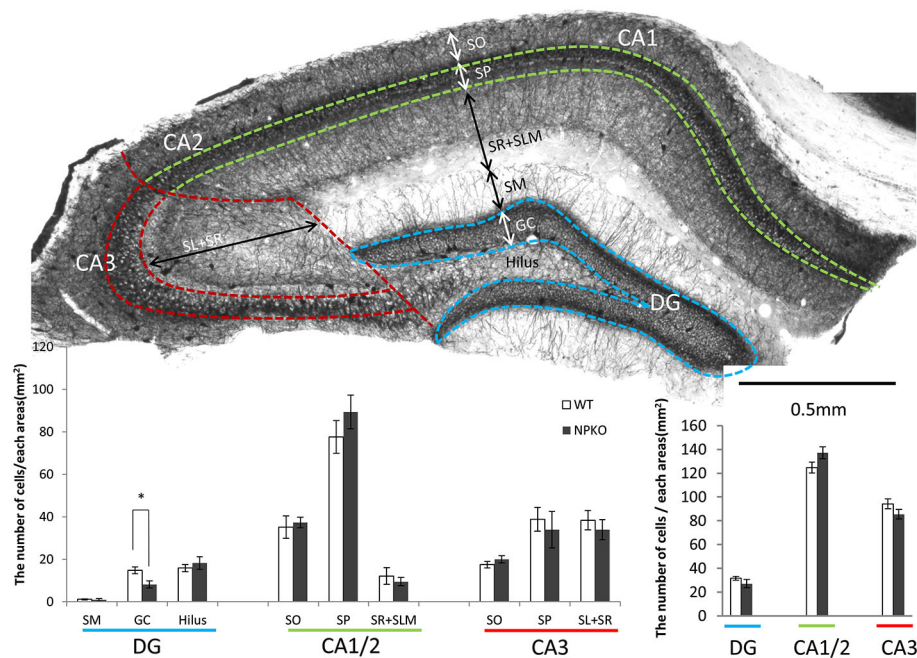 SO
CA1
SP
CA2
SR+SLM
SM
CA3
SL+SR
GC
Hilus
DG
The number of cells/each areas(mm²)
120
100
80
60
40
20
0
*
WT
NPKO
SM GC Hilus SO SP SR+SLM SO SP SL+SR
DG CA1/2 CA3
0.5mm
The number of cells / each areas(mm²)
160
140
120
100
80
60
40
20
0
DG CA1/2 CA3